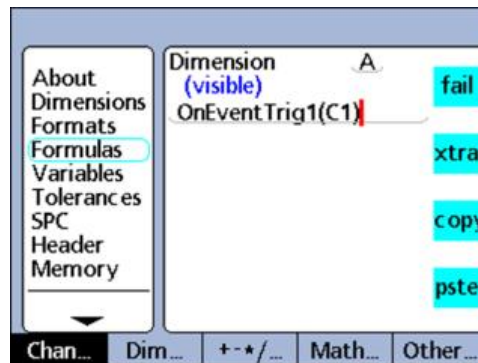 About
Dimensions
Formats
Formulas
Variables
Tolerances
SPC
Header
Memory
Dimension A
(visible)
OnEventTrig1(C1)
fail
xtra
copy
pste
Chan... Dim... +-*/... Math... Other...